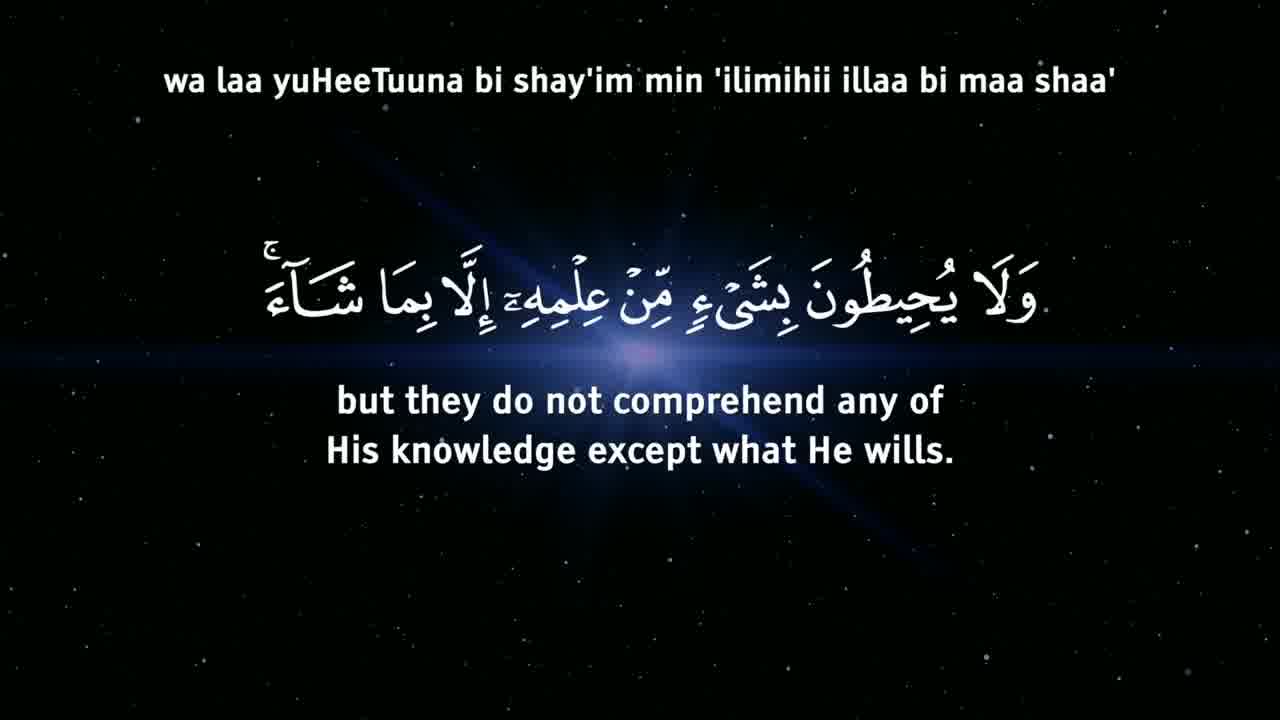 wa laa yuHeeTuuna bi shay'im min 'ilimihii illaa bi maa shaa'
وَلَا يُحِيطُونَ بِشَىْءٍ مِّنْ عِلْمِهِۦٓ إِلَّا بِمَا شَآءَ ۚ
but they do not comprehend any of
His knowledge except what He wills.